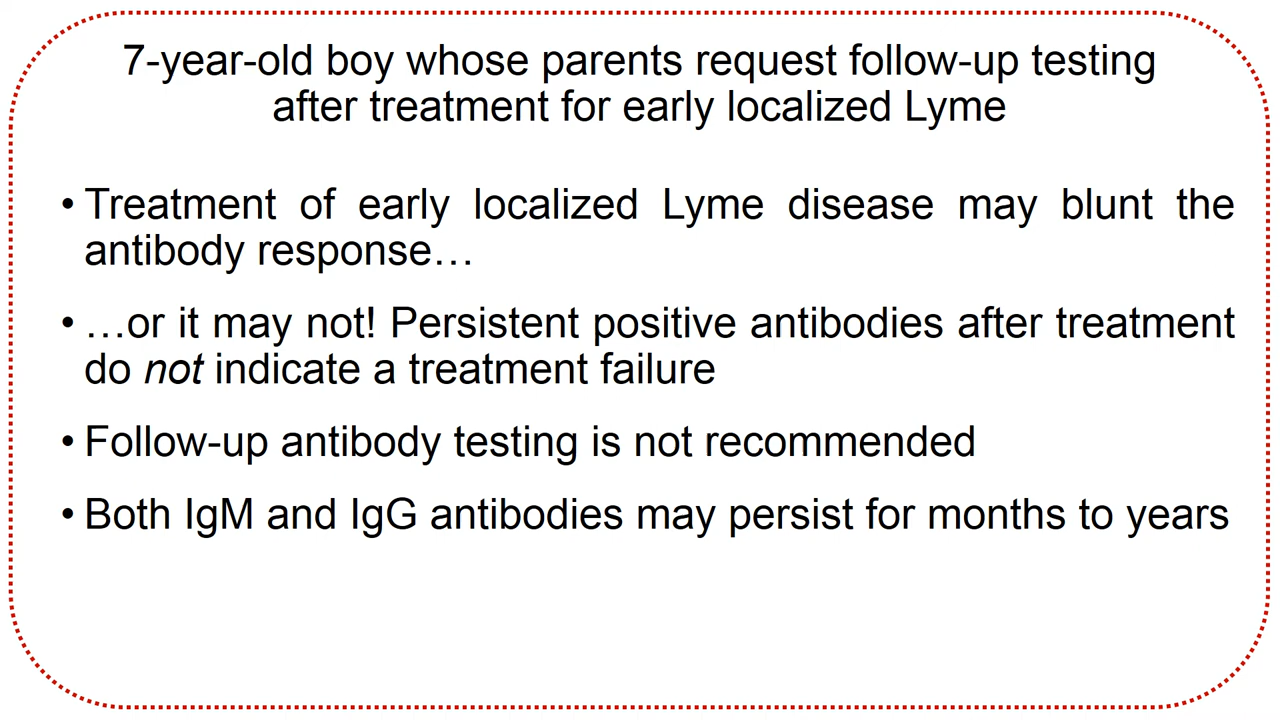 7-year-old boy whose parents request follow-up testing
after treatment for early localized Lyme
• Treatment of early localized Lyme disease may blunt the
antibody response…
• …or it may not! Persistent positive antibodies after treatment
do not indicate a treatment failure
• Follow-up antibody testing is not recommended
• Both IgM and IgG antibodies may persist for months to years